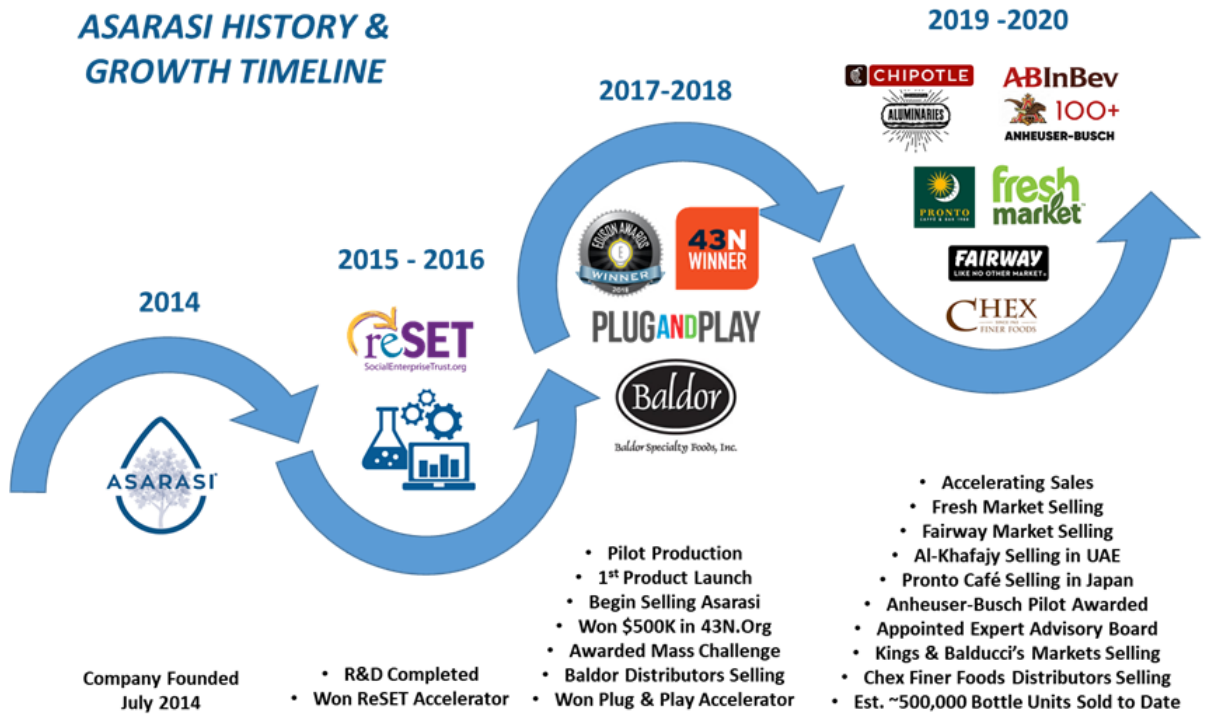 ASARASI HISTORY &
GROWTH TIMELINE
2014
ASARASI
Company Founded
July 2014
2015 - 2016
reSET
SocialEnterpriseTrust.org
• R&D Completed
• Won ReSET Accelerator
2017-2018
EDISON AWARDS
WINNER
2018
43N
WINNER
PLUGANDPLAY
Baldor
Baldor Specialty Foods, Inc.
• Pilot Production
• 1st Product Launch
• Begin Selling Asarasi
• Won $500K in 43N.Org
• Awarded Mass Challenge
• Baldor Distributors Selling
• Won Plug & Play Accelerator
2019 -2020
CHIPOTLE
ALUMINARIES
ABInBev
100+
ANHEUSER-BUSCH
PRONTO
fresh
market
FAIRWAY
LIKE NO OTHER MARKET
CHEX
FINER FOODS
• Accelerating Sales
• Fresh Market Selling
• Fairway Market Selling
• Al-Khafajy Selling in UAE
• Pronto Café Selling in Japan
• Anheuser-Busch Pilot Awarded
• Appointed Expert Advisory Board
• Kings & Balducci's Markets Selling
• Chex Finer Foods Distributors Selling
• Est. ~500,000 Bottle Units Sold to Date